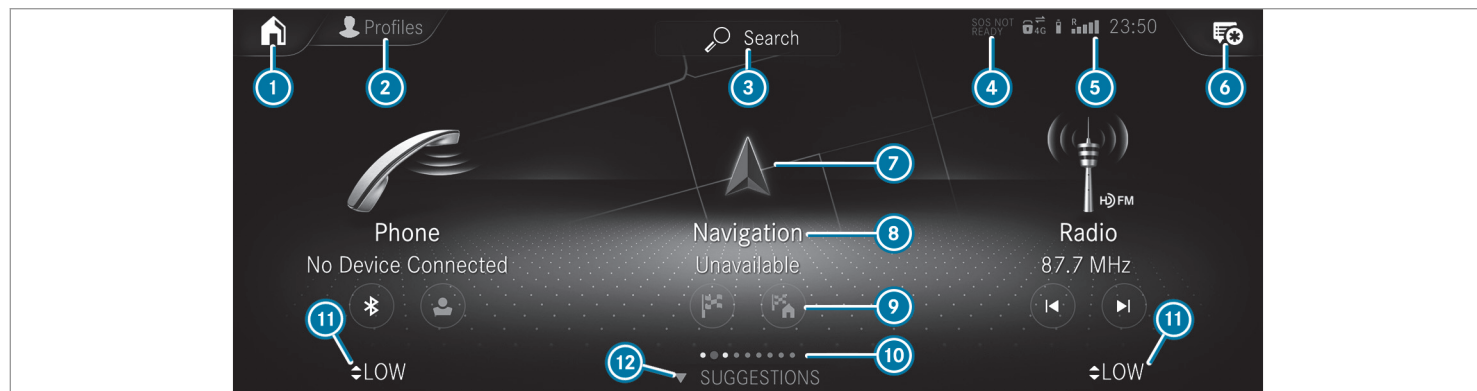 Profiles
Search
SOS NOT
READY
4G
R
23:50
1
2
3
4
5
6
7
HD FM
Phone
Navigation
8
Radio
No Device Connected
Unavailable
87.7 MHz
9
11
11
10
12
LOW
SUGGESTIONS
LOW